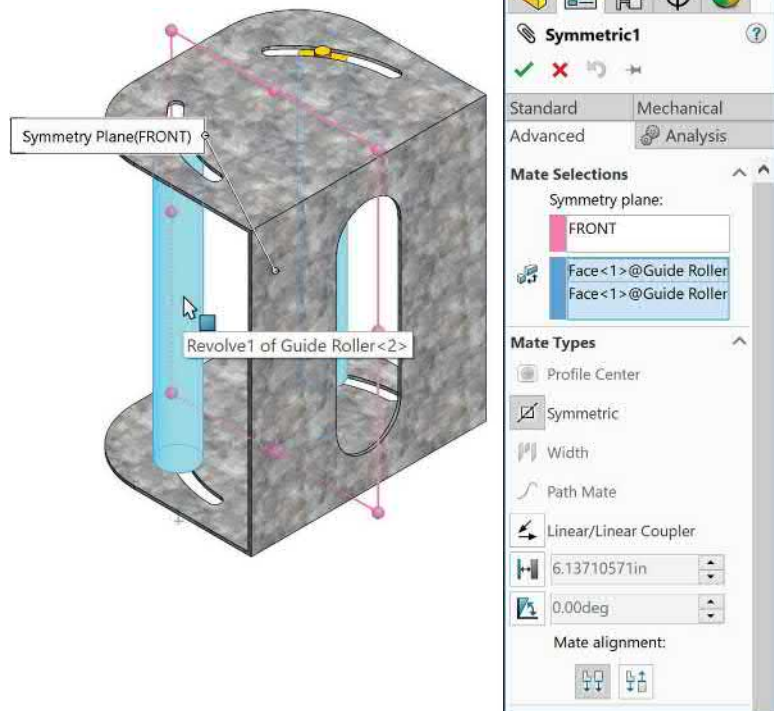 Symmetric1
?
Standard
Mechanical
Advanced
Analysis
Symmetry Plane(FRONT)
Mate Selections
Symmetry plane:
FRONT
Face<1>@Guide Roller
Face<1>@Guide Roller
Revolve1 of Guide Roller<2>
Mate Types
Profile Center
Symmetric
Width
Path Mate
Linear/Linear Coupler
6.13710571in
0.00deg
Mate alignment: